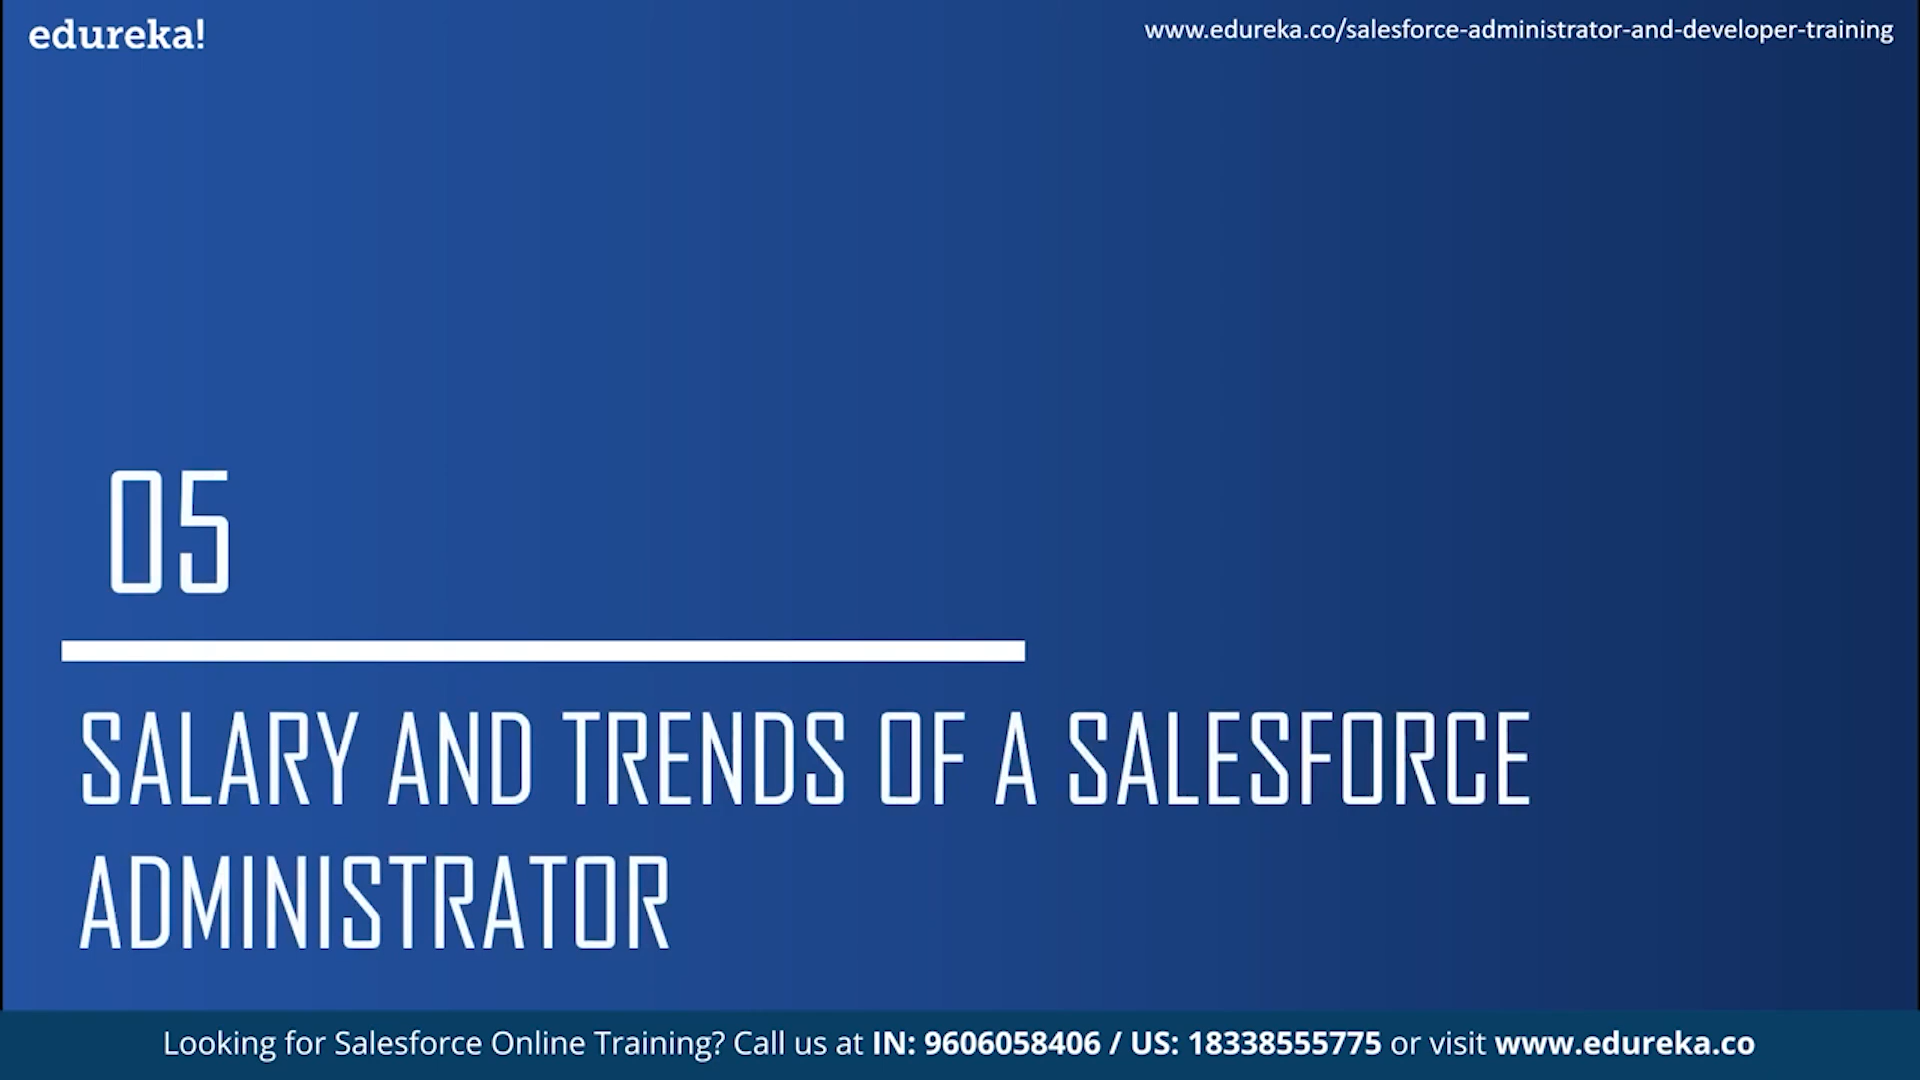 edureka!
www.edureka.co/salesforce-administrator-and-developer-training
05
SALARY AND TRENDS OF A SALESFORCE
ADMINISTRATOR
Looking for Salesforce Online Training? Call us at IN: 9606058406 / US: 18338555775 or visit www.edureka.co